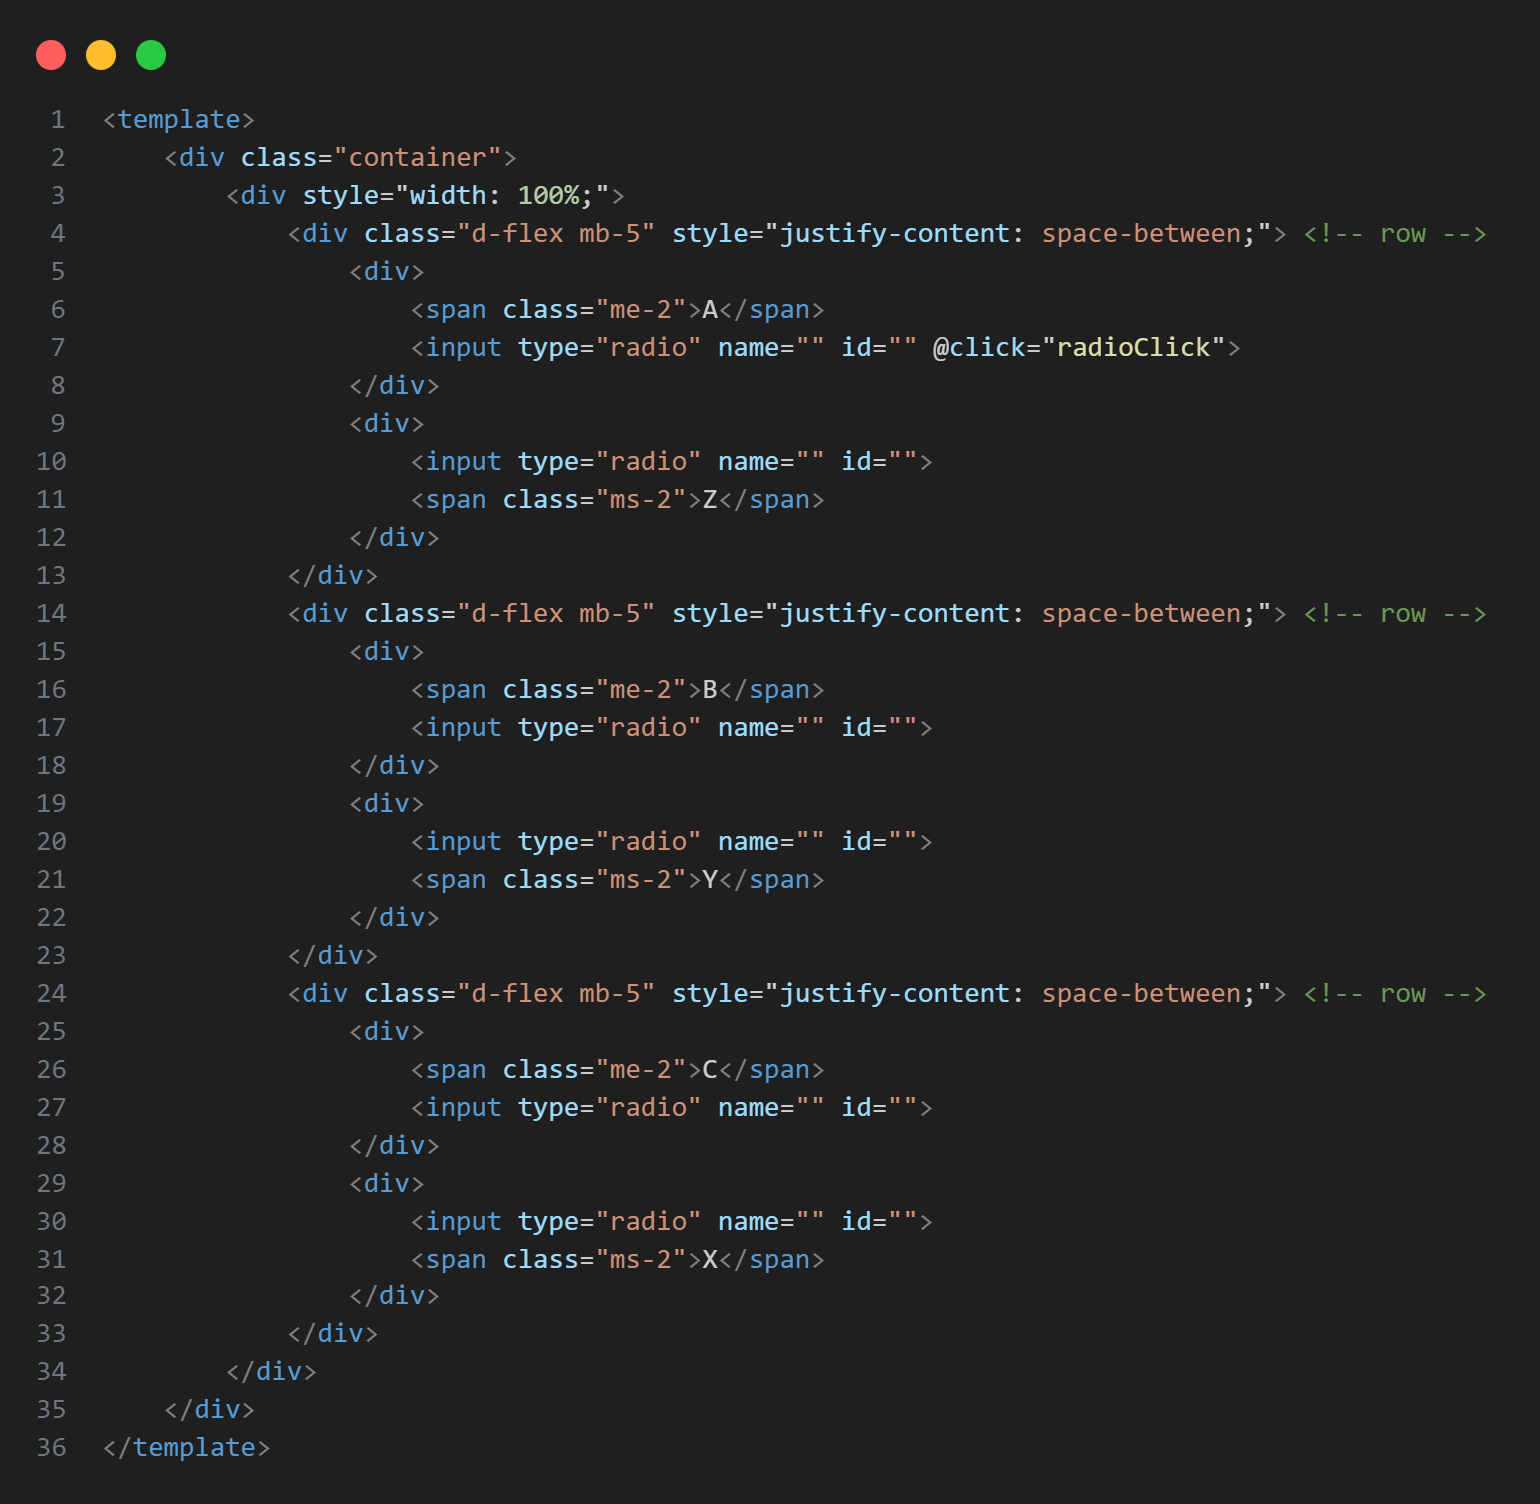 1 <template>
2     <div class="container">
3         <div style="width: 100%;">
4             <div class="d-flex mb-5" style="justify-content: space-between;"> <!-- row -->
5                 <div>
6                     <span class="me-2">A</span>
7                     <input type="radio" name="" id="" @click="radioClick">
8                 </div>
9                 <div>
10                     <input type="radio" name="" id="">
11                     <span class="ms-2">Z</span>
12                 </div>
13             </div>
14             <div class="d-flex mb-5" style="justify-content: space-between;"> <!-- row -->
15                 <div>
16                     <span class="me-2">B</span>
17                     <input type="radio" name="" id="">
18                 </div>
19                 <div>
20                     <input type="radio" name="" id="">
21                     <span class="ms-2">Y</span>
22                 </div>
23             </div>
24             <div class="d-flex mb-5" style="justify-content: space-between;"> <!-- row -->
25                 <div>
26                     <span class="me-2">C</span>
27                     <input type="radio" name="" id="">
28                 </div>
29                 <div>
30                     <input type="radio" name="" id="">
31                     <span class="ms-2">X</span>
32                 </div>
33             </div>
34         </div>
35     </div>
36 </template>